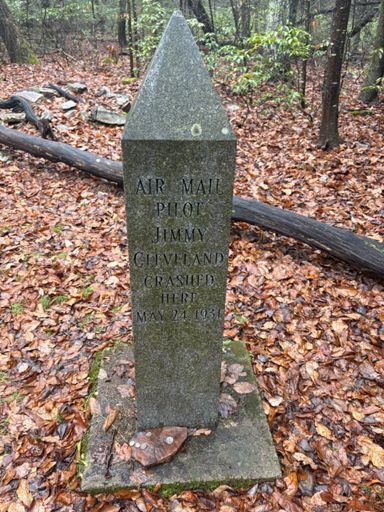 AIR MAIL
PILOT
JIMMY
CLEVELAND
CRASHED
HERE
MAY 24, 1931